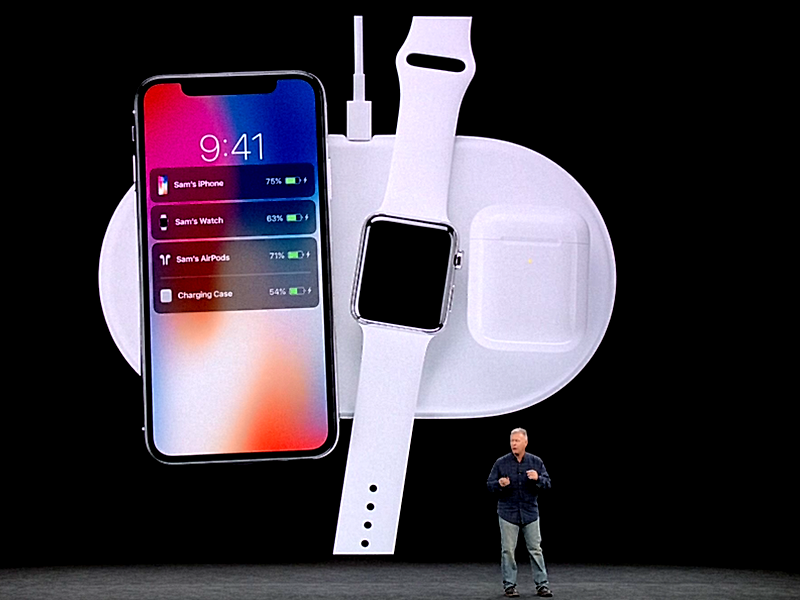 9:41
Sam's iPhone 75%
Sam's Watch 63%
Sam's AirPods 71%
Charging Case 54%